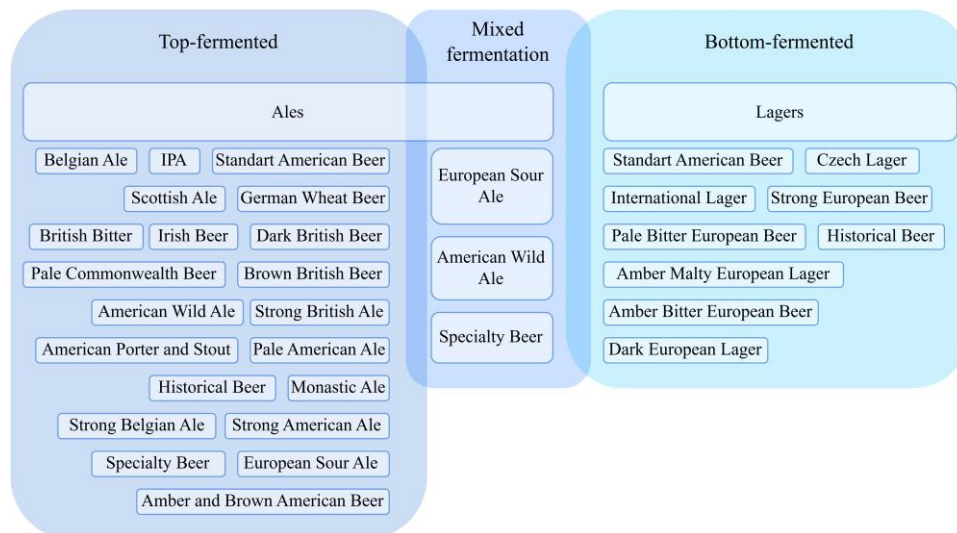 Top-fermented
Mixed
fermentation
Bottom-fermented
Ales
Lagers
Belgian Ale
IPA
Standart American Beer
Scottish Ale
German Wheat Beer
British Bitter
Irish Beer
Dark British Beer
Pale Commonwealth Beer
Brown British Beer
American Wild Ale
Strong British Ale
American Porter and Stout
Pale American Ale
Historical Beer
Monastic Ale
Strong Belgian Ale
Strong American Ale
Specialty Beer
European Sour Ale
Amber and Brown American Beer
European Sour
Ale
American Wild
Ale
Specialty Beer
Standart American Beer
Czech Lager
International Lager
Strong European Beer
Pale Bitter European Beer
Historical Beer
Amber Malty European Lager
Amber Bitter European Beer
Dark European Lager